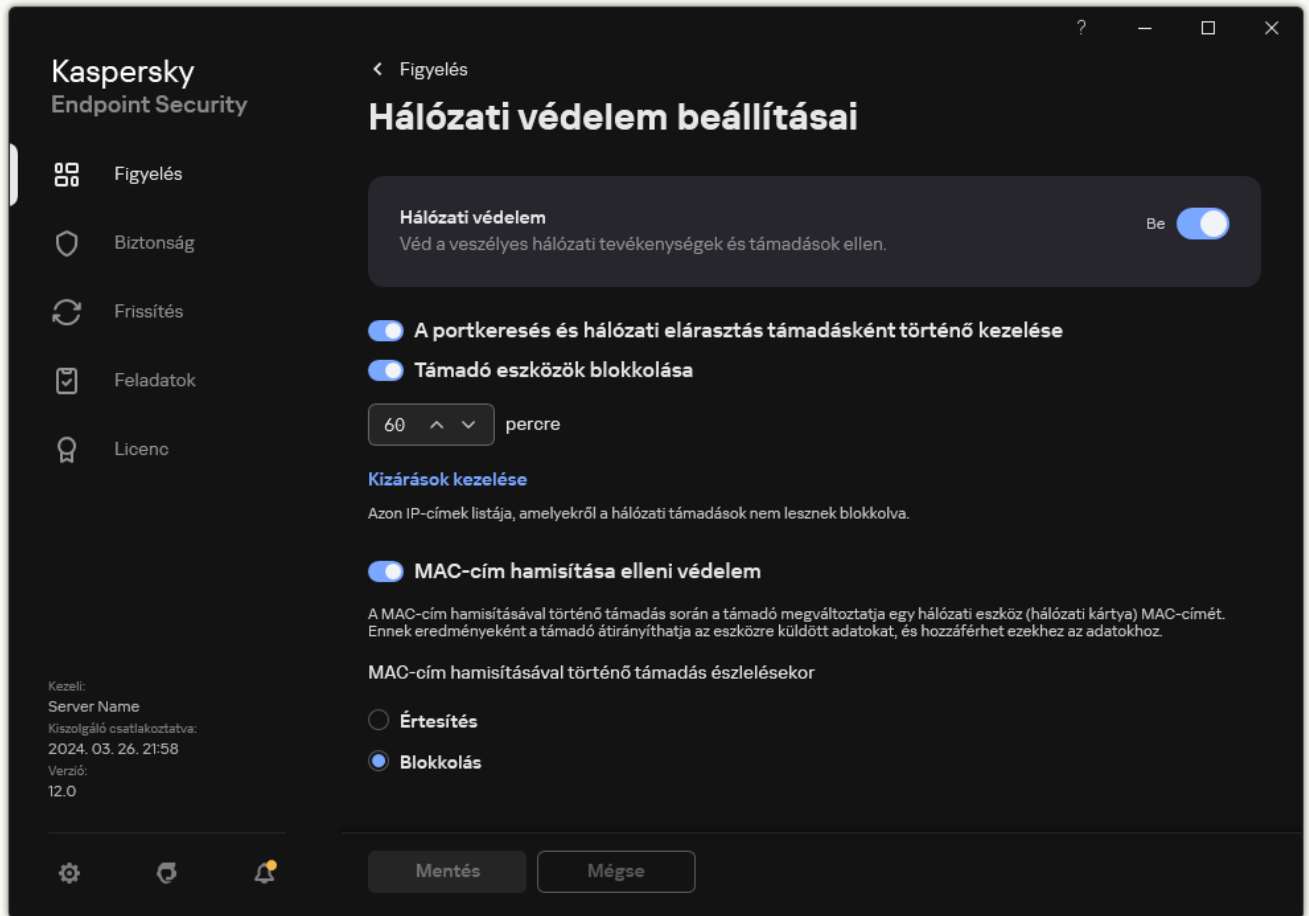 ?
Kaspersky
Endpoint Security
Figyelés
Biztonság
Frissítés
Feladatok
Licenc
Kezeli:
Server Name
Kiszolgáló csatlakoztatva:
2024. 03. 26. 21:58
Verzió:
12.0
Figyelés
Hálózati védelem beállításai
Hálózati védelem
Véd a veszélyes hálózati tevékenységek és támadások ellen.
Be
A portkeresés és hálózati elárasztás támadásként történő kezelése
Támadó eszközök blokkolása
60 percre
Kizárások kezelése
Azon IP-címek listája, amelyekről a hálózati támadások nem lesznek blokkolva.
MAC-cím hamisítása elleni védelem
A MAC-cím hamisításával történő támadás során a támadó megváltoztatja egy hálózati eszköz (hálózati kártya) MAC-címét.
Ennek eredményeként a támadó átirányíthatja az eszközre küldött adatokat, és hozzáférhet ezekhez az adatokhoz.
MAC-cím hamisításával történő támadás észlelésekor
Értesítés
Blokkolás
Mentés
Mégse